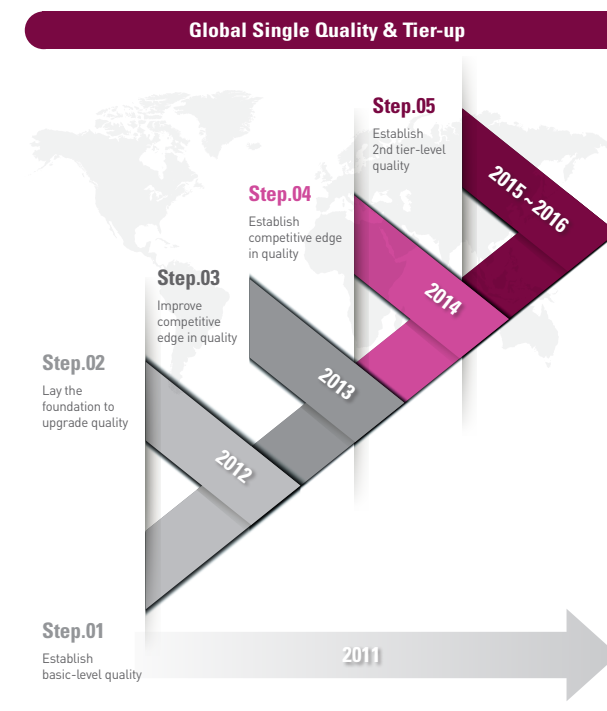 Global Single Quality & Tier-up
Step.05
Establish
2nd tier-level
quality
2015 ~ 2016
Step.04
Establish
competitive edge
in quality
2014
Step.03
Improve
competitive
edge in quality
2013
Step.02
Lay the
foundation to
upgrade quality
2012
Step.01
Establish
basic-level quality
2011